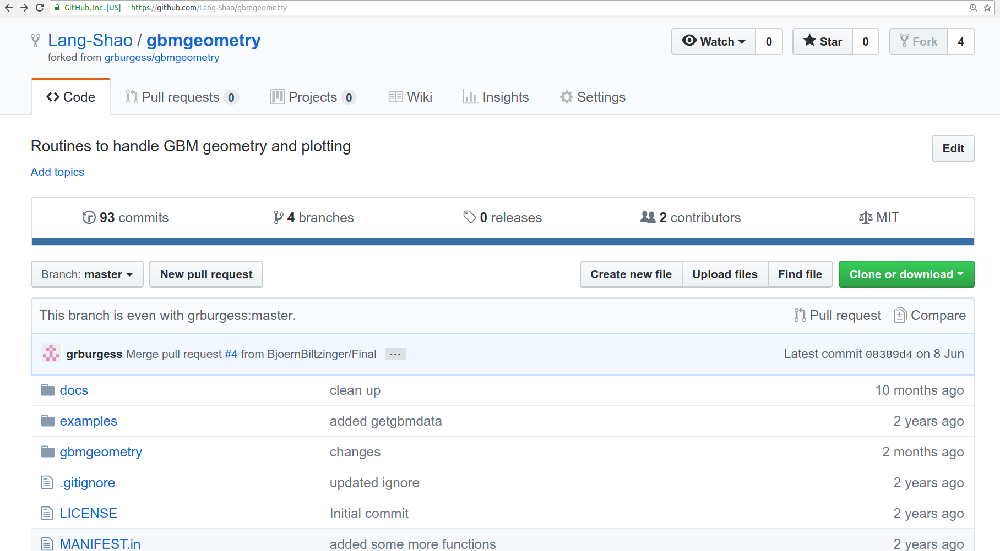 GitHub, Inc. [US] https://github.com/Lang-Shao/gbmgeometry
Lang-Shao / gbmgeometry
forked from grburgess/gbmgeometry
Watch 0 Star 0 Fork 4
Code Pull requests 0 Projects 0 Wiki Insights Settings
Routines to handle GBM geometry and plotting
Edit
Add topics
93 commits 4 branches 0 releases 2 contributors MIT
Branch: master New pull request Create new file Upload files Find file Clone or download
This branch is even with grburgess:master. Pull request Compare
grburgess Merge pull request #4 from BjoernBiltzinger/Final ... Latest commit 08389d4 on 8 Jun
docs clean up 10 months ago
examples added getgbmdata 2 years ago
gbmgeometry changes 2 months ago
.gitignore updated ignore 2 years ago
LICENSE Initial commit 2 years ago
MANIFEST.in added some more functions 2 years ago